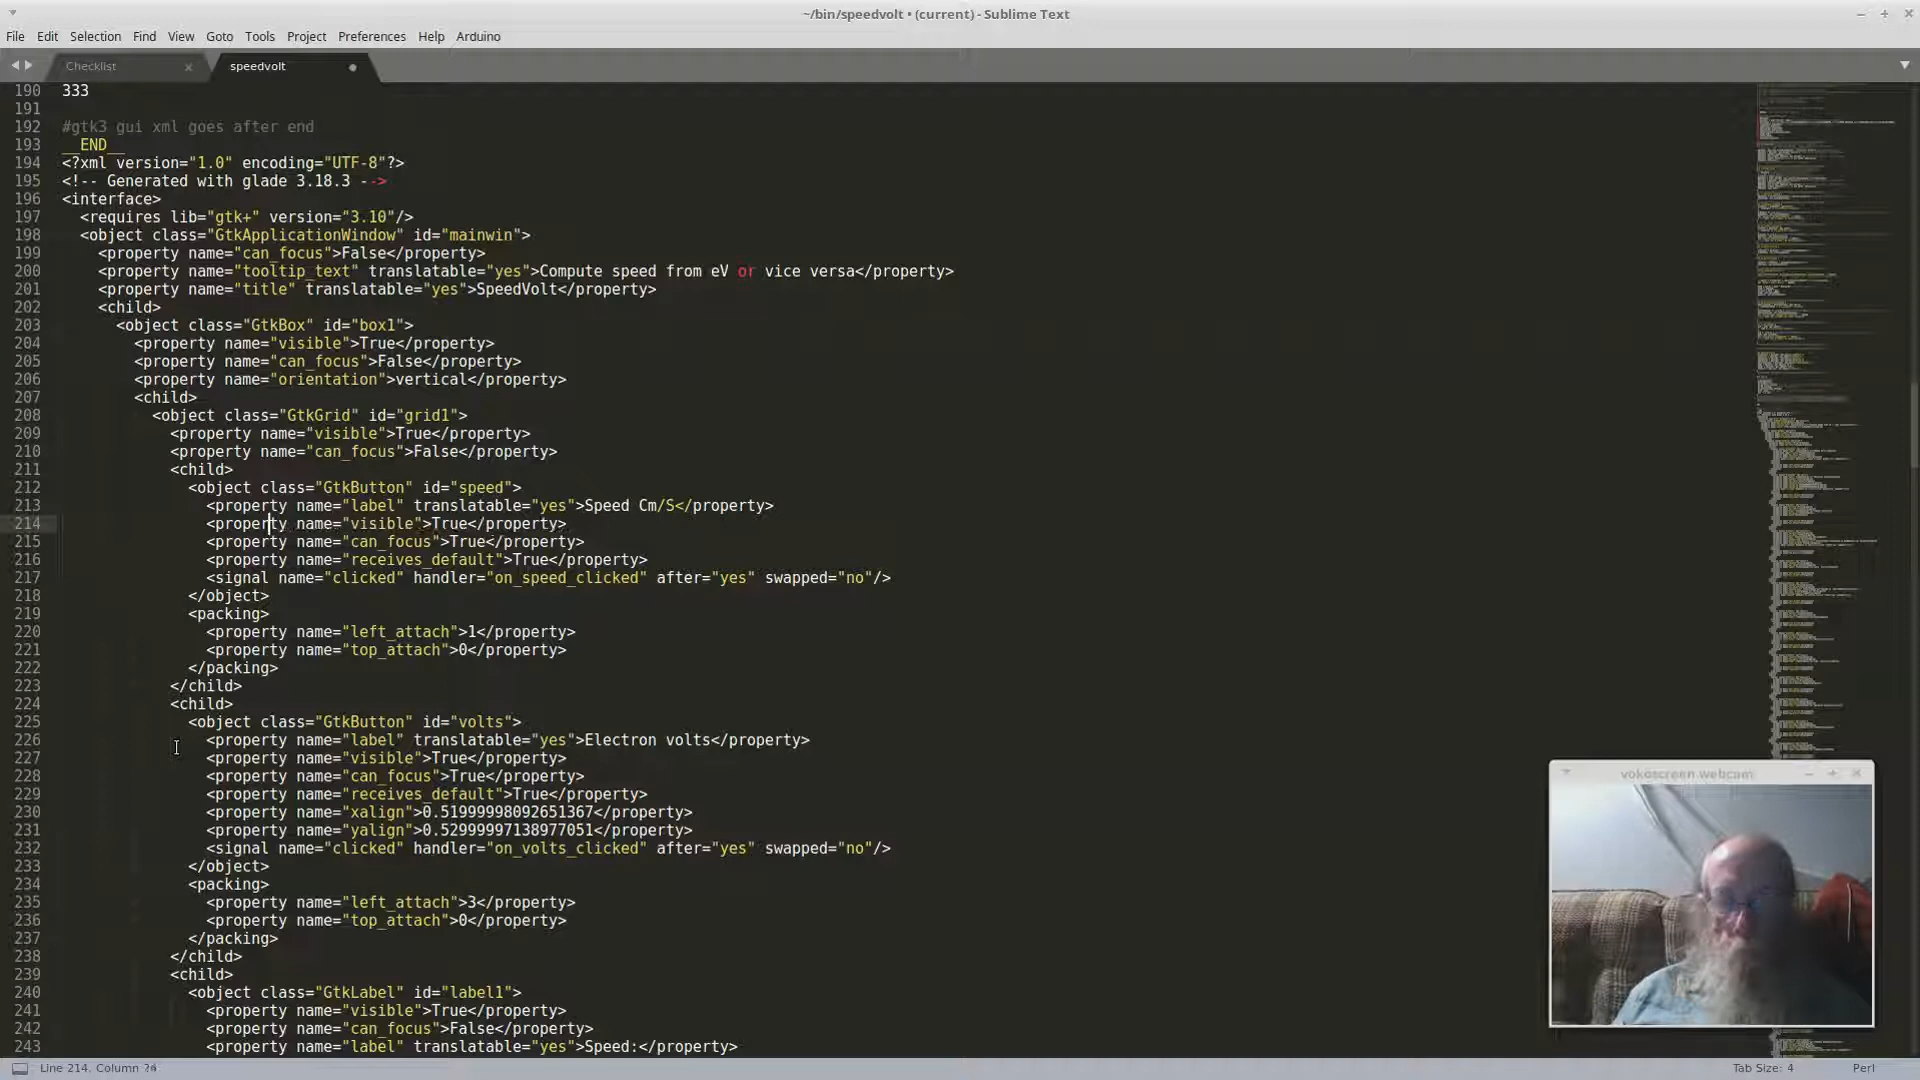 ~/bin/speedvolt • (current) - Sublime Text
File Edit Selection Find View Goto Tools Project Preferences Help Arduino
Checklist speedvolt
190 333
191
192 #gtk3 gui xml goes after end
193 __END__
194 <?xml version="1.0" encoding="UTF-8"?>
195 <!-- Generated with glade 3.18.3 -->
196 <interface>
197 <requires lib="gtk+" version="3.10"/>
198 <object class="GtkApplicationWindow" id="mainwin">
199 <property name="can_focus">False</property>
200 <property name="tooltip_text" translatable="yes">Compute speed from eV or vice versa</property>
201 <property name="title" translatable="yes">SpeedVolt</property>
202 <child>
203 <object class="GtkBox" id="box1">
204 <property name="visible">True</property>
205 <property name="can_focus">False</property>
206 <property name="orientation">vertical</property>
207 <child>
208 <object class="GtkGrid" id="grid1">
209 <property name="visible">True</property>
210 <property name="can_focus">False</property>
211 <child>
212 <object class="GtkButton" id="speed">
213 <property name="label" translatable="yes">Speed Cm/S</property>
214 <property name="visible">True</property>
215 <property name="can_focus">True</property>
216 <property name="receives_default">True</property>
217 <signal name="clicked" handler="on_speed_clicked" after="yes" swapped="no"/>
218 </object>
219 <packing>
220 <property name="left_attach">1</property>
221 <property name="top_attach">0</property>
222 </packing>
223 </child>
224 <child>
225 <object class="GtkButton" id="volts">
226 <property name="label" translatable="yes">Electron volts</property>
227 <property name="visible">True</property>
228 <property name="can_focus">True</property>
229 <property name="receives_default">True</property>
230 <property name="xalign">0.51999998092651367</property>
231 <property name="yalign">0.52999997138977051</property>
232 <signal name="clicked" handler="on_volts_clicked" after="yes" swapped="no"/>
233 </object>
234 <packing>
235 <property name="left_attach">3</property>
236 <property name="top_attach">0</property>
237 </packing>
238 </child>
239 <child>
240 <object class="GtkLabel" id="label1">
241 <property name="visible">True</property>
242 <property name="can_focus">False</property>
243 <property name="label" translatable="yes">Speed:</property>
vokoscreen webcam
Line 214, Column 24 Tab Size: 4 Perl